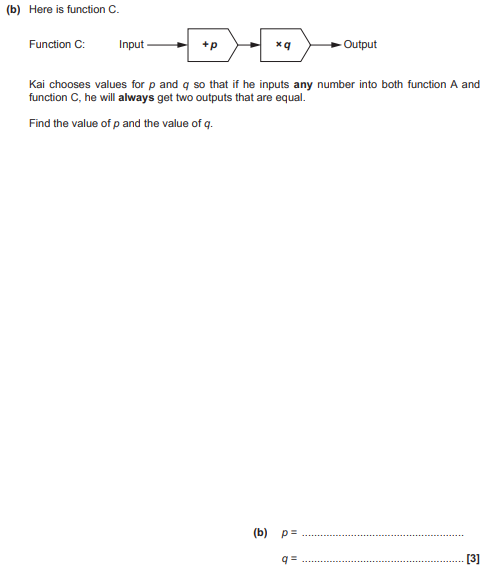 (b) Here is function C.
Function C: Input +p ×q Output
Kai chooses values for p and q so that if he inputs any number into both function A and
function C, he will always get two outputs that are equal.
Find the value of p and the value of q.
(b) p = ......................................................
q = ...................................................... [3]